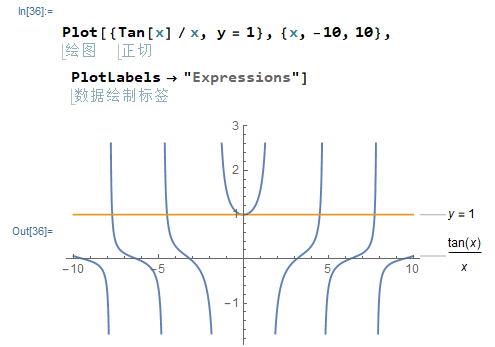 In[36]:=
Plot[{Tan[x] / x, y = 1}, {x, -10, 10},
绘图 正切
PlotLabels → "Expressions"]
数据绘制标签
3
2
1
y = 1
Out[36]=
tan(x)
x
-10 -5 5 10
-1